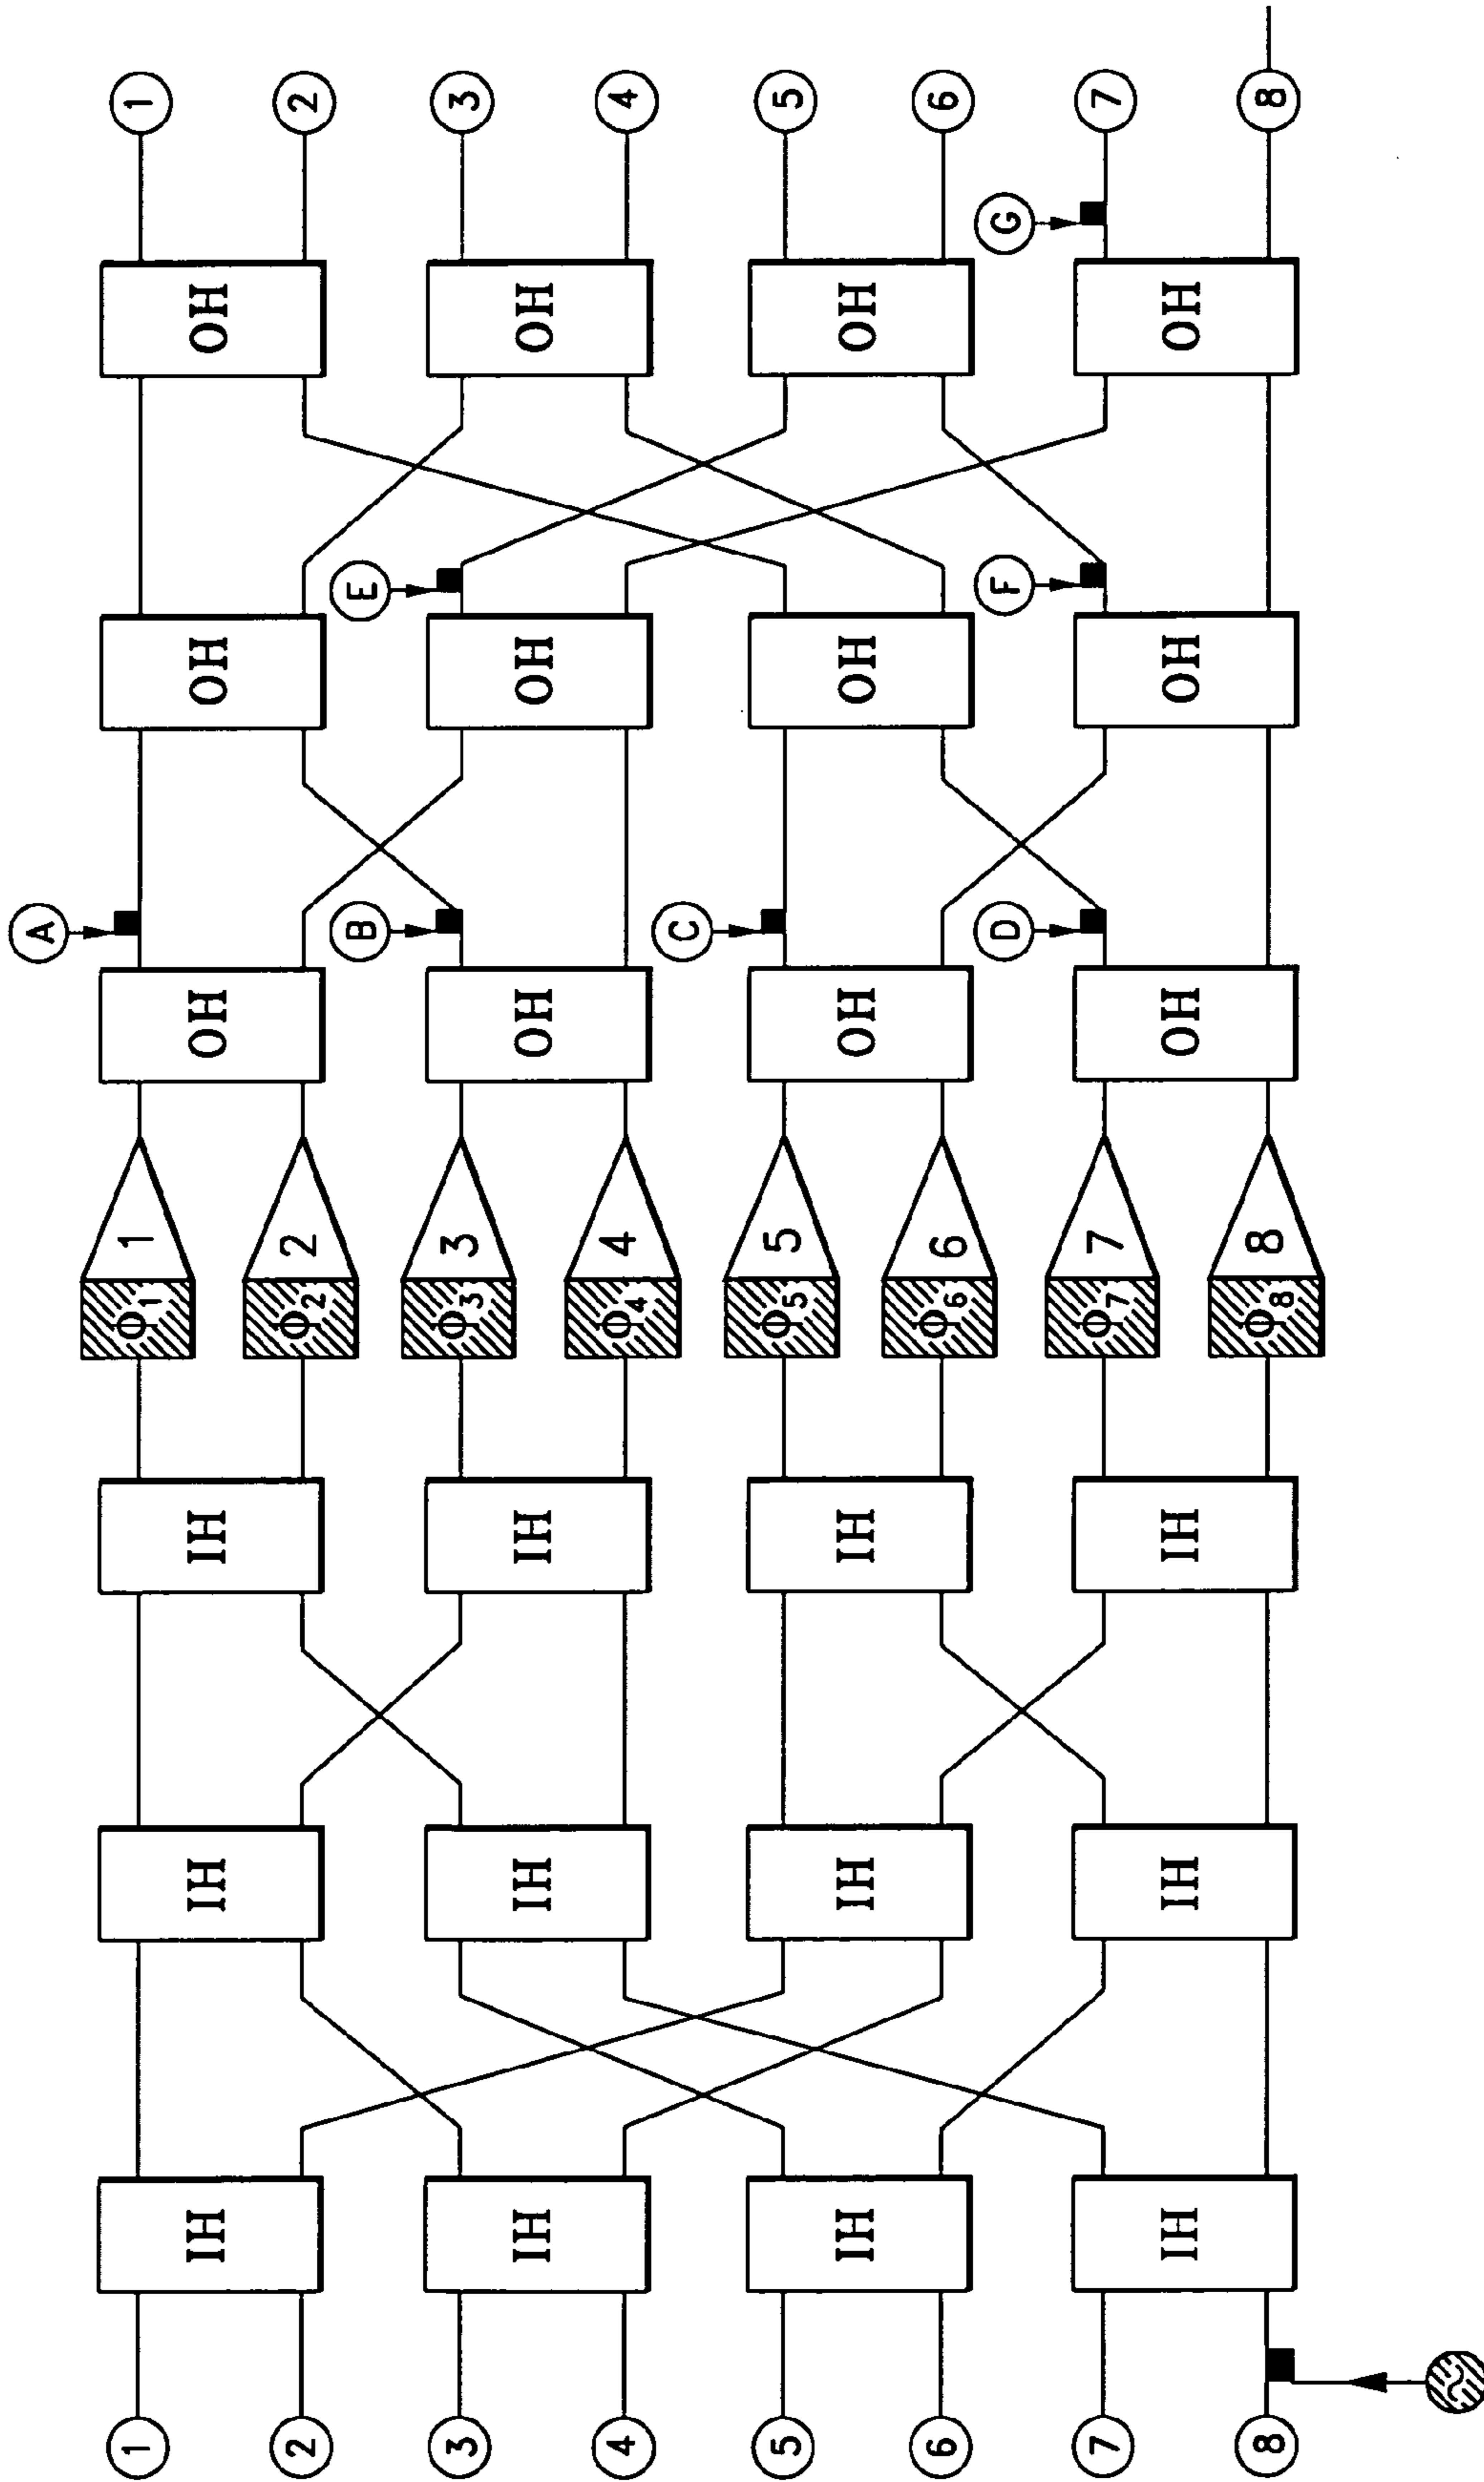 A
1 Φ1 1 1
IH IH IH OH OH OH
2 Φ2 2 2
B E
3 Φ3 3 3
IH IH IH OH OH OH
4 Φ4 4 4
C
5 Φ5 5 5
IH IH IH OH OH OH
6 Φ6 6 6
D F G
7 Φ7 7 7
IH IH IH OH OH OH
8 Φ8 8 8